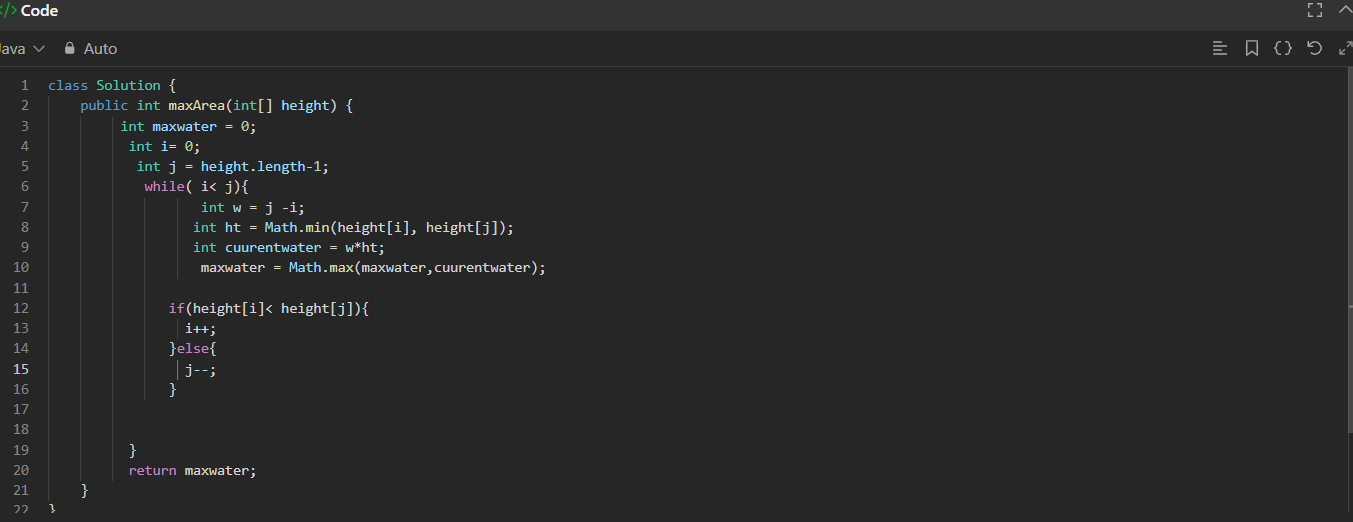 </> Code
Java Auto
1 class Solution {
2 public int maxArea(int[] height) {
3 int maxwater = 0;
4 int i= 0;
5 int j = height.length-1;
6 while( i< j){
7 int w = j -i;
8 int ht = Math.min(height[i], height[j]);
9 int cuurentwater = w*ht;
10 maxwater = Math.max(maxwater,cuurentwater);
11
12 if(height[i]< height[j]){
13 i++;
14 }else{
15 j--;
16 }
17
18
19 }
20 return maxwater;
21 }
22 }